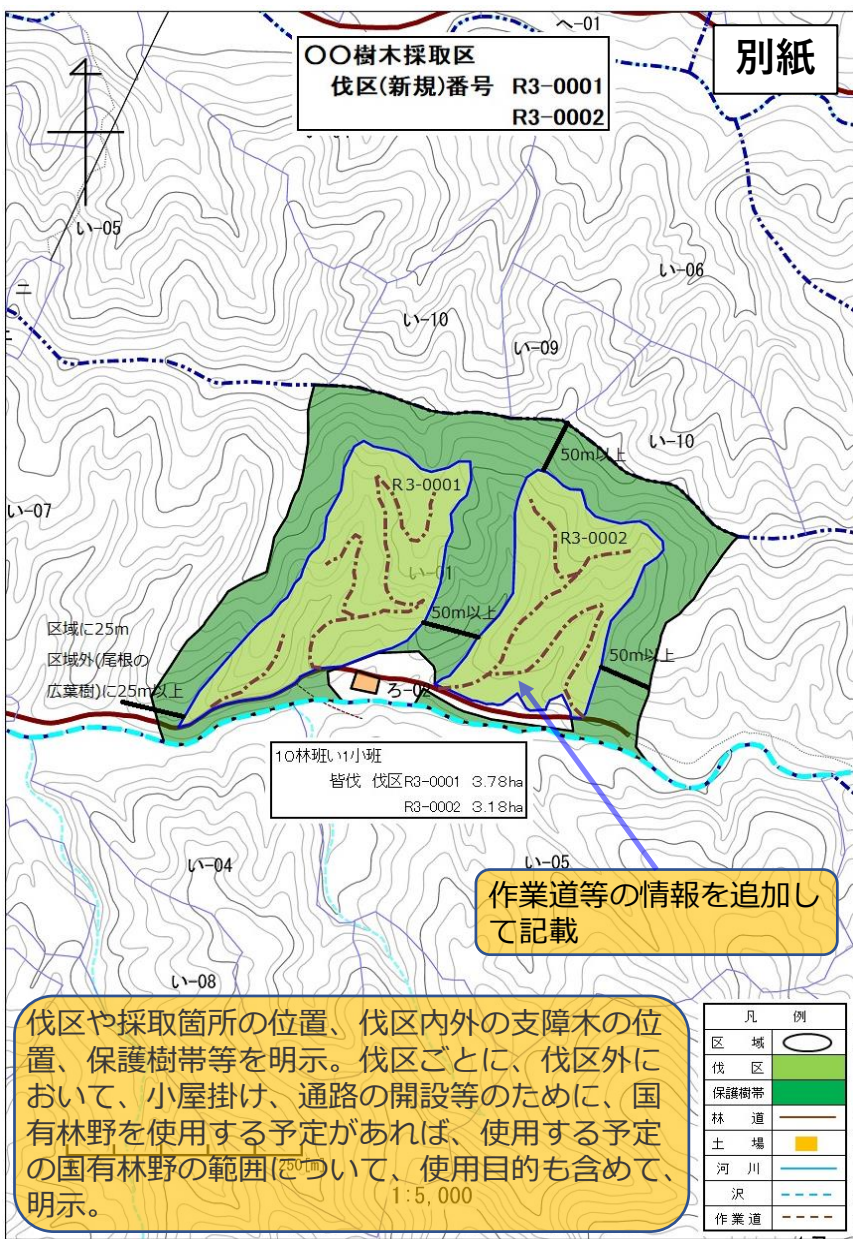 へ-01
〇〇樹木採取区
伐区(新規)番号 R3-0001
R3-0002
別紙
い-05
い-06
ニ
い-10
い-09
い-10
50m以上
R3-0001
い-07
R3-0002
い-01
50m以上
区域に25m
区域外(尾根の
広葉樹)に25m以上
50m以上
ろ-02
10林班い1小班
皆伐 伐区R3-0001 3.78ha
R3-0002 3.18ha
い-04
い-05
作業道等の情報を追加し
て記載
い-08
伐区や採取箇所の位置、伐区内外の支障木の位
置、保護樹帯等を明示。伐区ごとに、伐区外に
おいて、小屋掛け、通路の開設等のために、国
有林野を使用する予定があれば、使用する予定
の国有林野の範囲について、使用目的も含めて、
明示。
250[m]
1:5,000
凡 例
区 域
伐 区
保護樹帯
林 道
土 場
河 川
沢
作業道